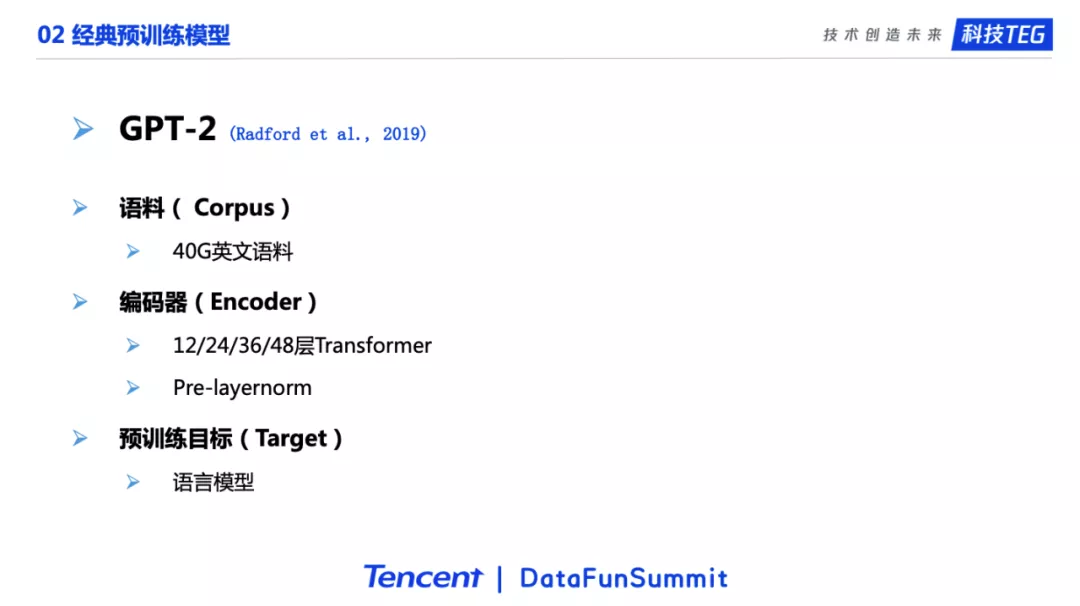 02 经典预训练模型
技术创造未来 科技TEG
GPT-2 (Radford et al., 2019)
语料（ Corpus）
40G英文语料
编码器（Encoder）
12/24/36/48层Transformer
Pre-layernorm
预训练目标（Target）
语言模型
Tencent | DataFunSummit